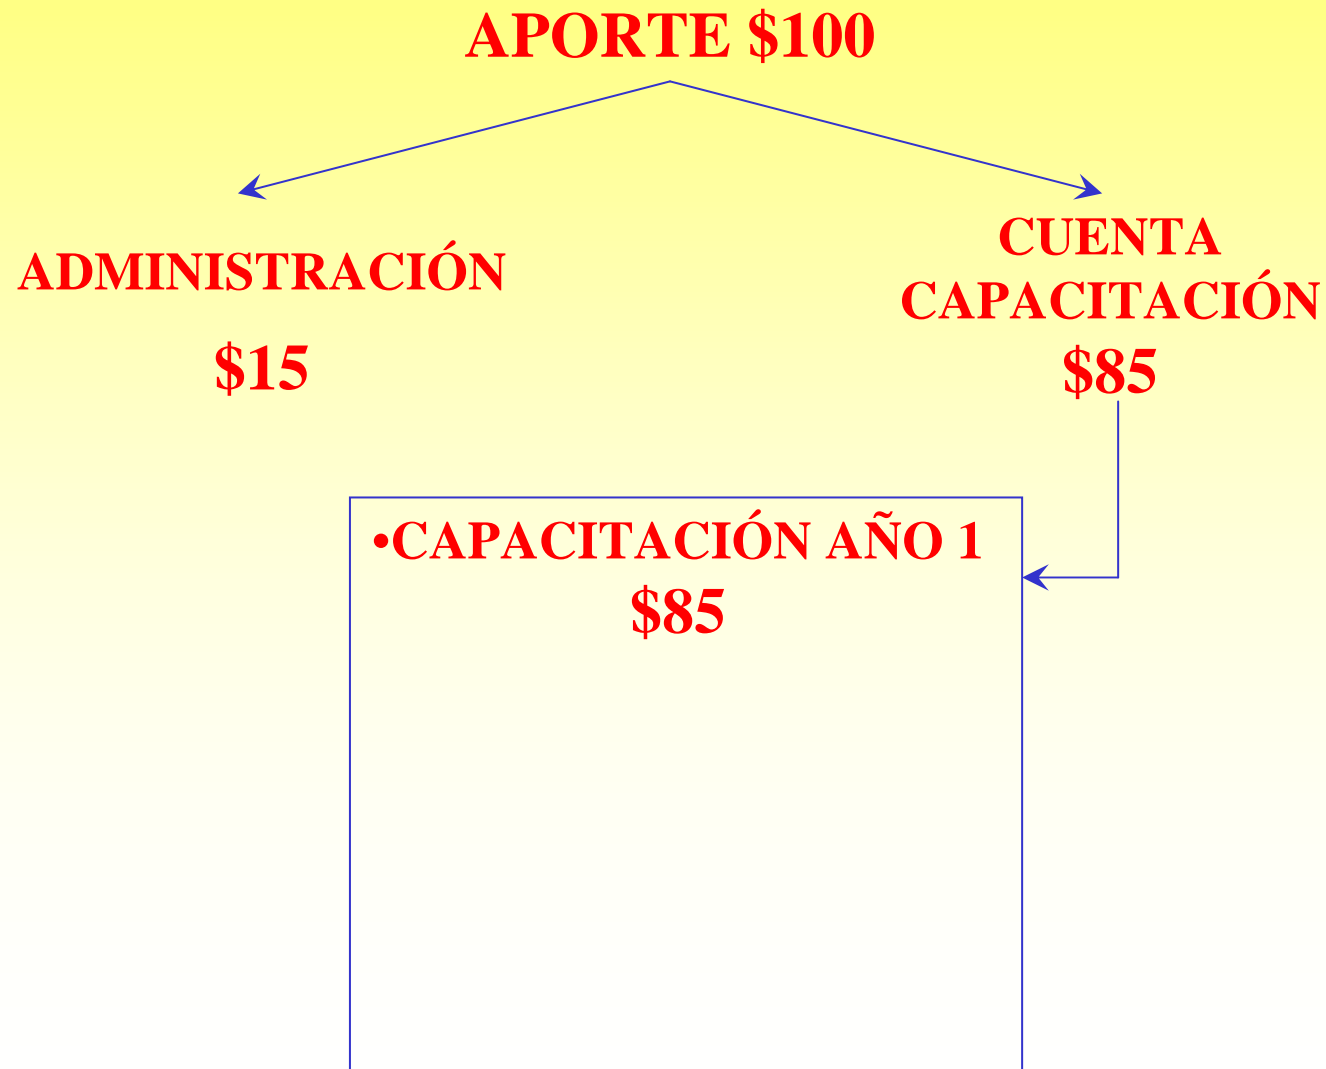 APORTE $100
ADMINISTRACIÓN
$15
CUENTA
CAPACITACIÓN
$85
•CAPACITACIÓN AÑO 1
$85